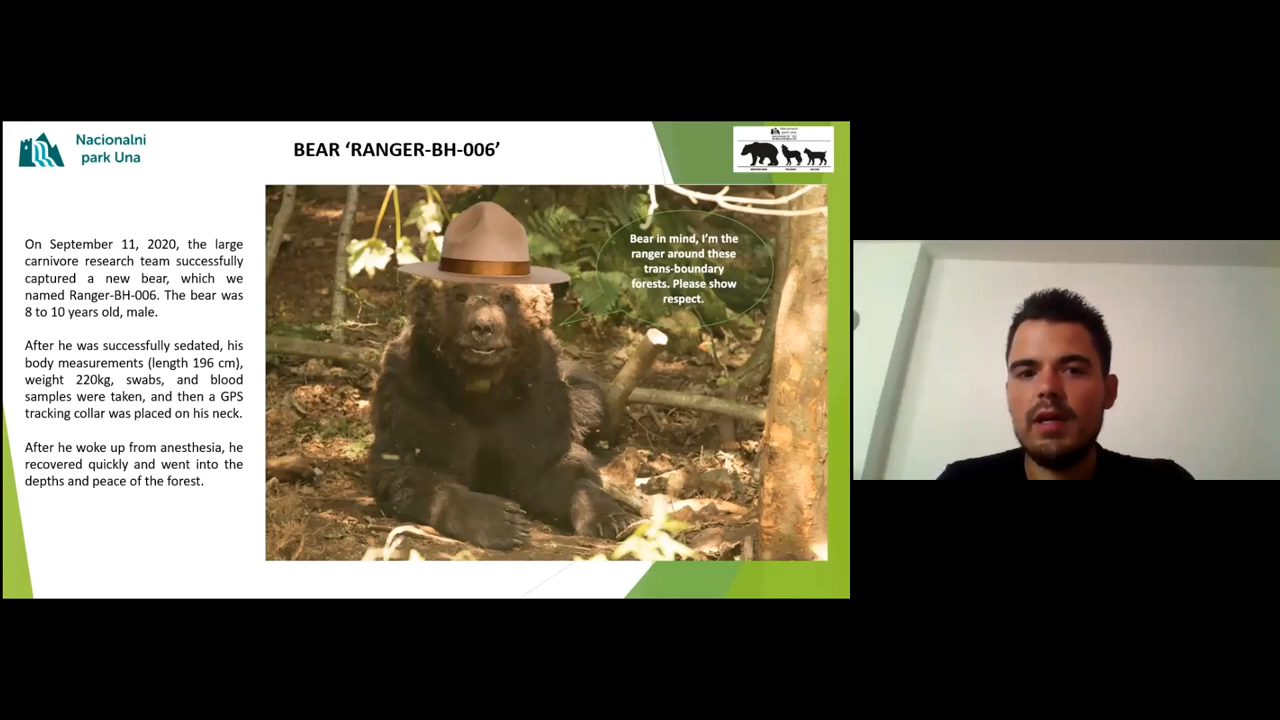 Nacionalni
park Una
BEAR ‘RANGER-BH-006’
On September 11, 2020, the large
carnivore research team successfully
captured a new bear, which we
named Ranger-BH-006. The bear was
8 to 10 years old, male.
After he was successfully sedated, his
body measurements (length 196 cm),
weight 220kg, swabs, and blood
samples were taken, and then a GPS
tracking collar was placed on his neck.
After he woke up from anesthesia, he
recovered quickly and went into the
depths and peace of the forest.
Bear in mind, I’m the
ranger around these
trans-boundary
forests. Please show
respect.